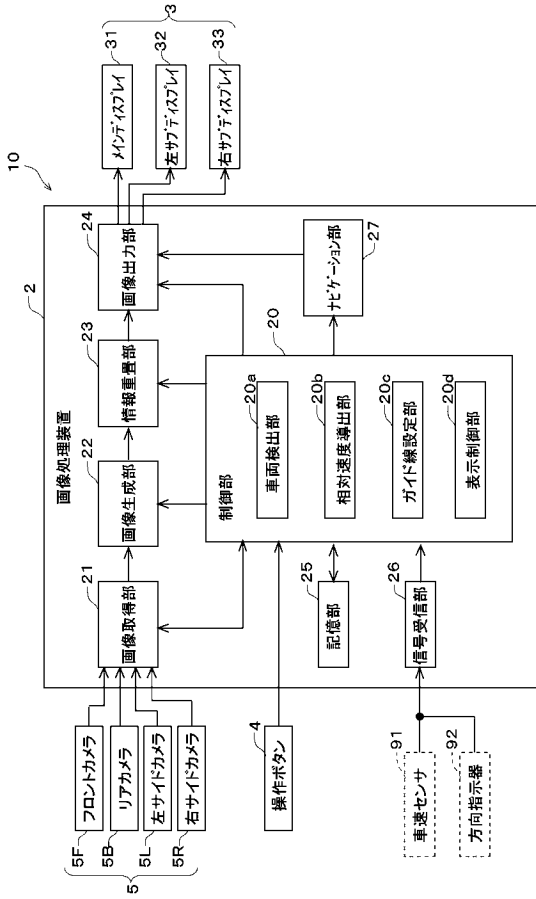 10
2
画像処理装置
5
5F
フロントカメラ
5B
リアカメラ
5L
左サイドカメラ
5R
右サイドカメラ
21
画像取得部
22
画像生成部
23
情報重畳部
24
画像出力部
3
31
メインディスプレイ
32
左サブディスプレイ
33
右サブディスプレイ
4
操作ボタン
20
制御部
20a
車両検出部
20b
相対速度導出部
20c
ガイド線設定部
20d
表示制御部
27
ナビゲーション部
25
記憶部
26
信号受信部
91
車速センサ
92
方向指示器